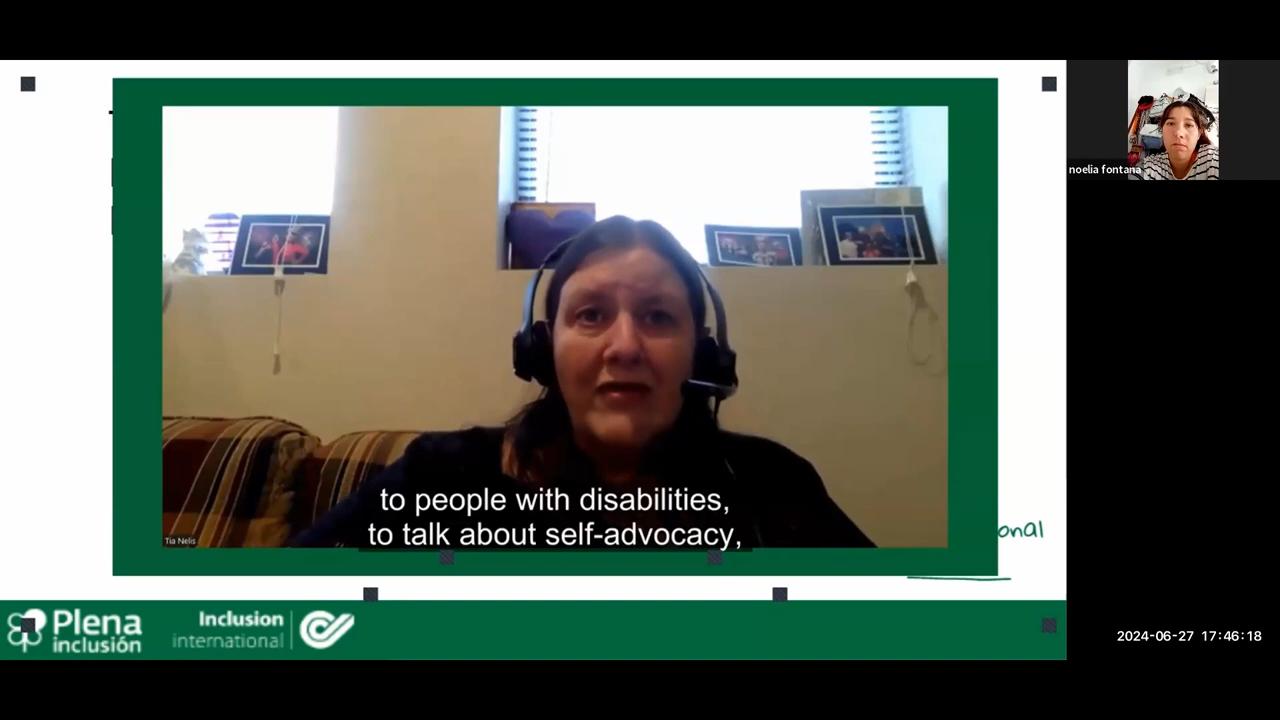 noelia fontana
to people with disabilities,
to talk about self-advocacy,
Tia Nelis
onal
Plena
inclusión
Inclusion
international
2024-06-27 17:46:18